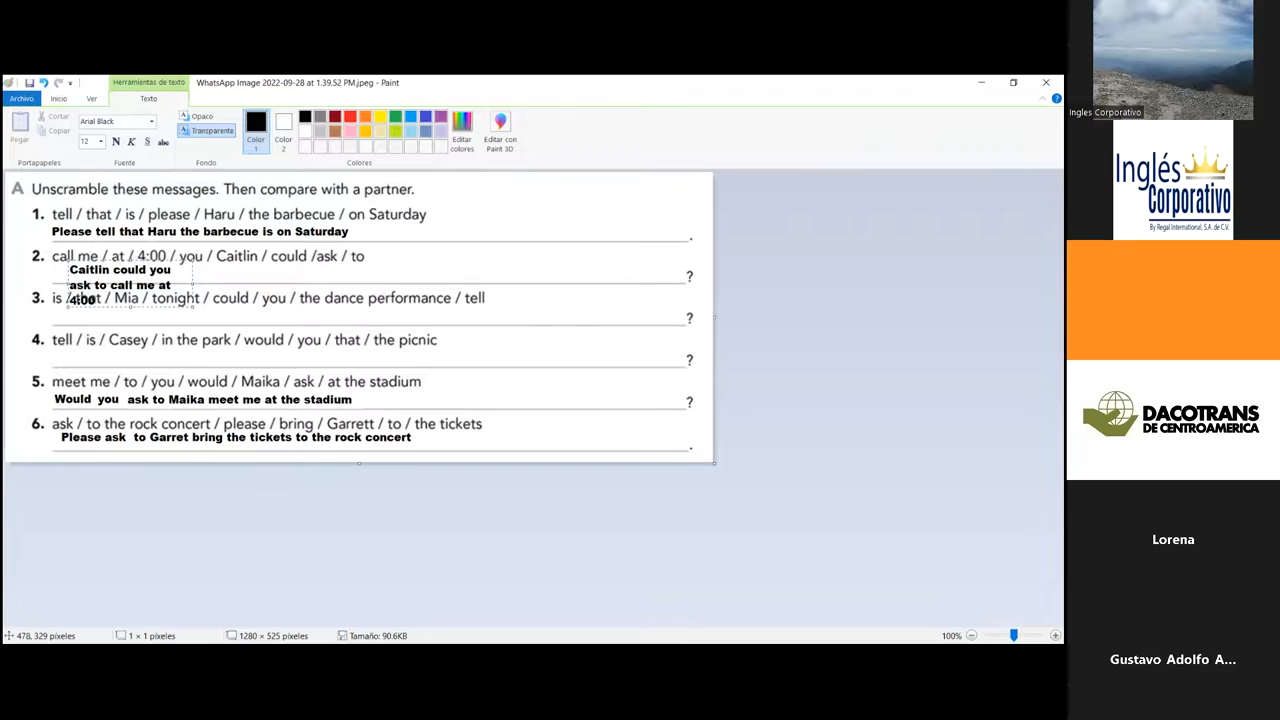 Herramientas de texto
WhatsApp Image 2022-09-28 at 1.39.52 PM.jpeg - Paint
Archivo
Inicio
Ver
Texto
Pegar
Cortar
Copiar
Portapapeles
Arial Black
12
N K S abc
Fuente
Opaco
Transparente
Fondo
Color
1
Color
2
Editar
colores
Editar con
Paint 3D
Colores
A Unscramble these messages. Then compare with a partner.
1. tell / that / is / please / Haru / the barbecue / on Saturday
Please tell that Haru the barbecue is on Saturday
.
2. call me / at / 4:00 / you / Caitlin / could /ask / to
Caitlin could you
ask to call me at
4:00
?
3. is / that / Mia / tonight / could / you / the dance performance / tell
?
4. tell / is / Casey / in the park / would / you / that / the picnic
?
5. meet me / to / you / would / Maika / ask / at the stadium
Would you ask to Maika meet me at the stadium
?
6. ask / to the rock concert / please / bring / Garrett / to / the tickets
Please ask to Garret bring the tickets to the rock concert
.
478, 329 píxeles
1 × 1 píxeles
1280 × 525 píxeles
Tamaño: 90.6KB
100%
Ingles Corporativo
Inglés
Corporativo
By Regal International, S.A. de C.V.
DACOTRANS
DE CENTROAMERICA
Lorena
Gustavo Adolfo A...